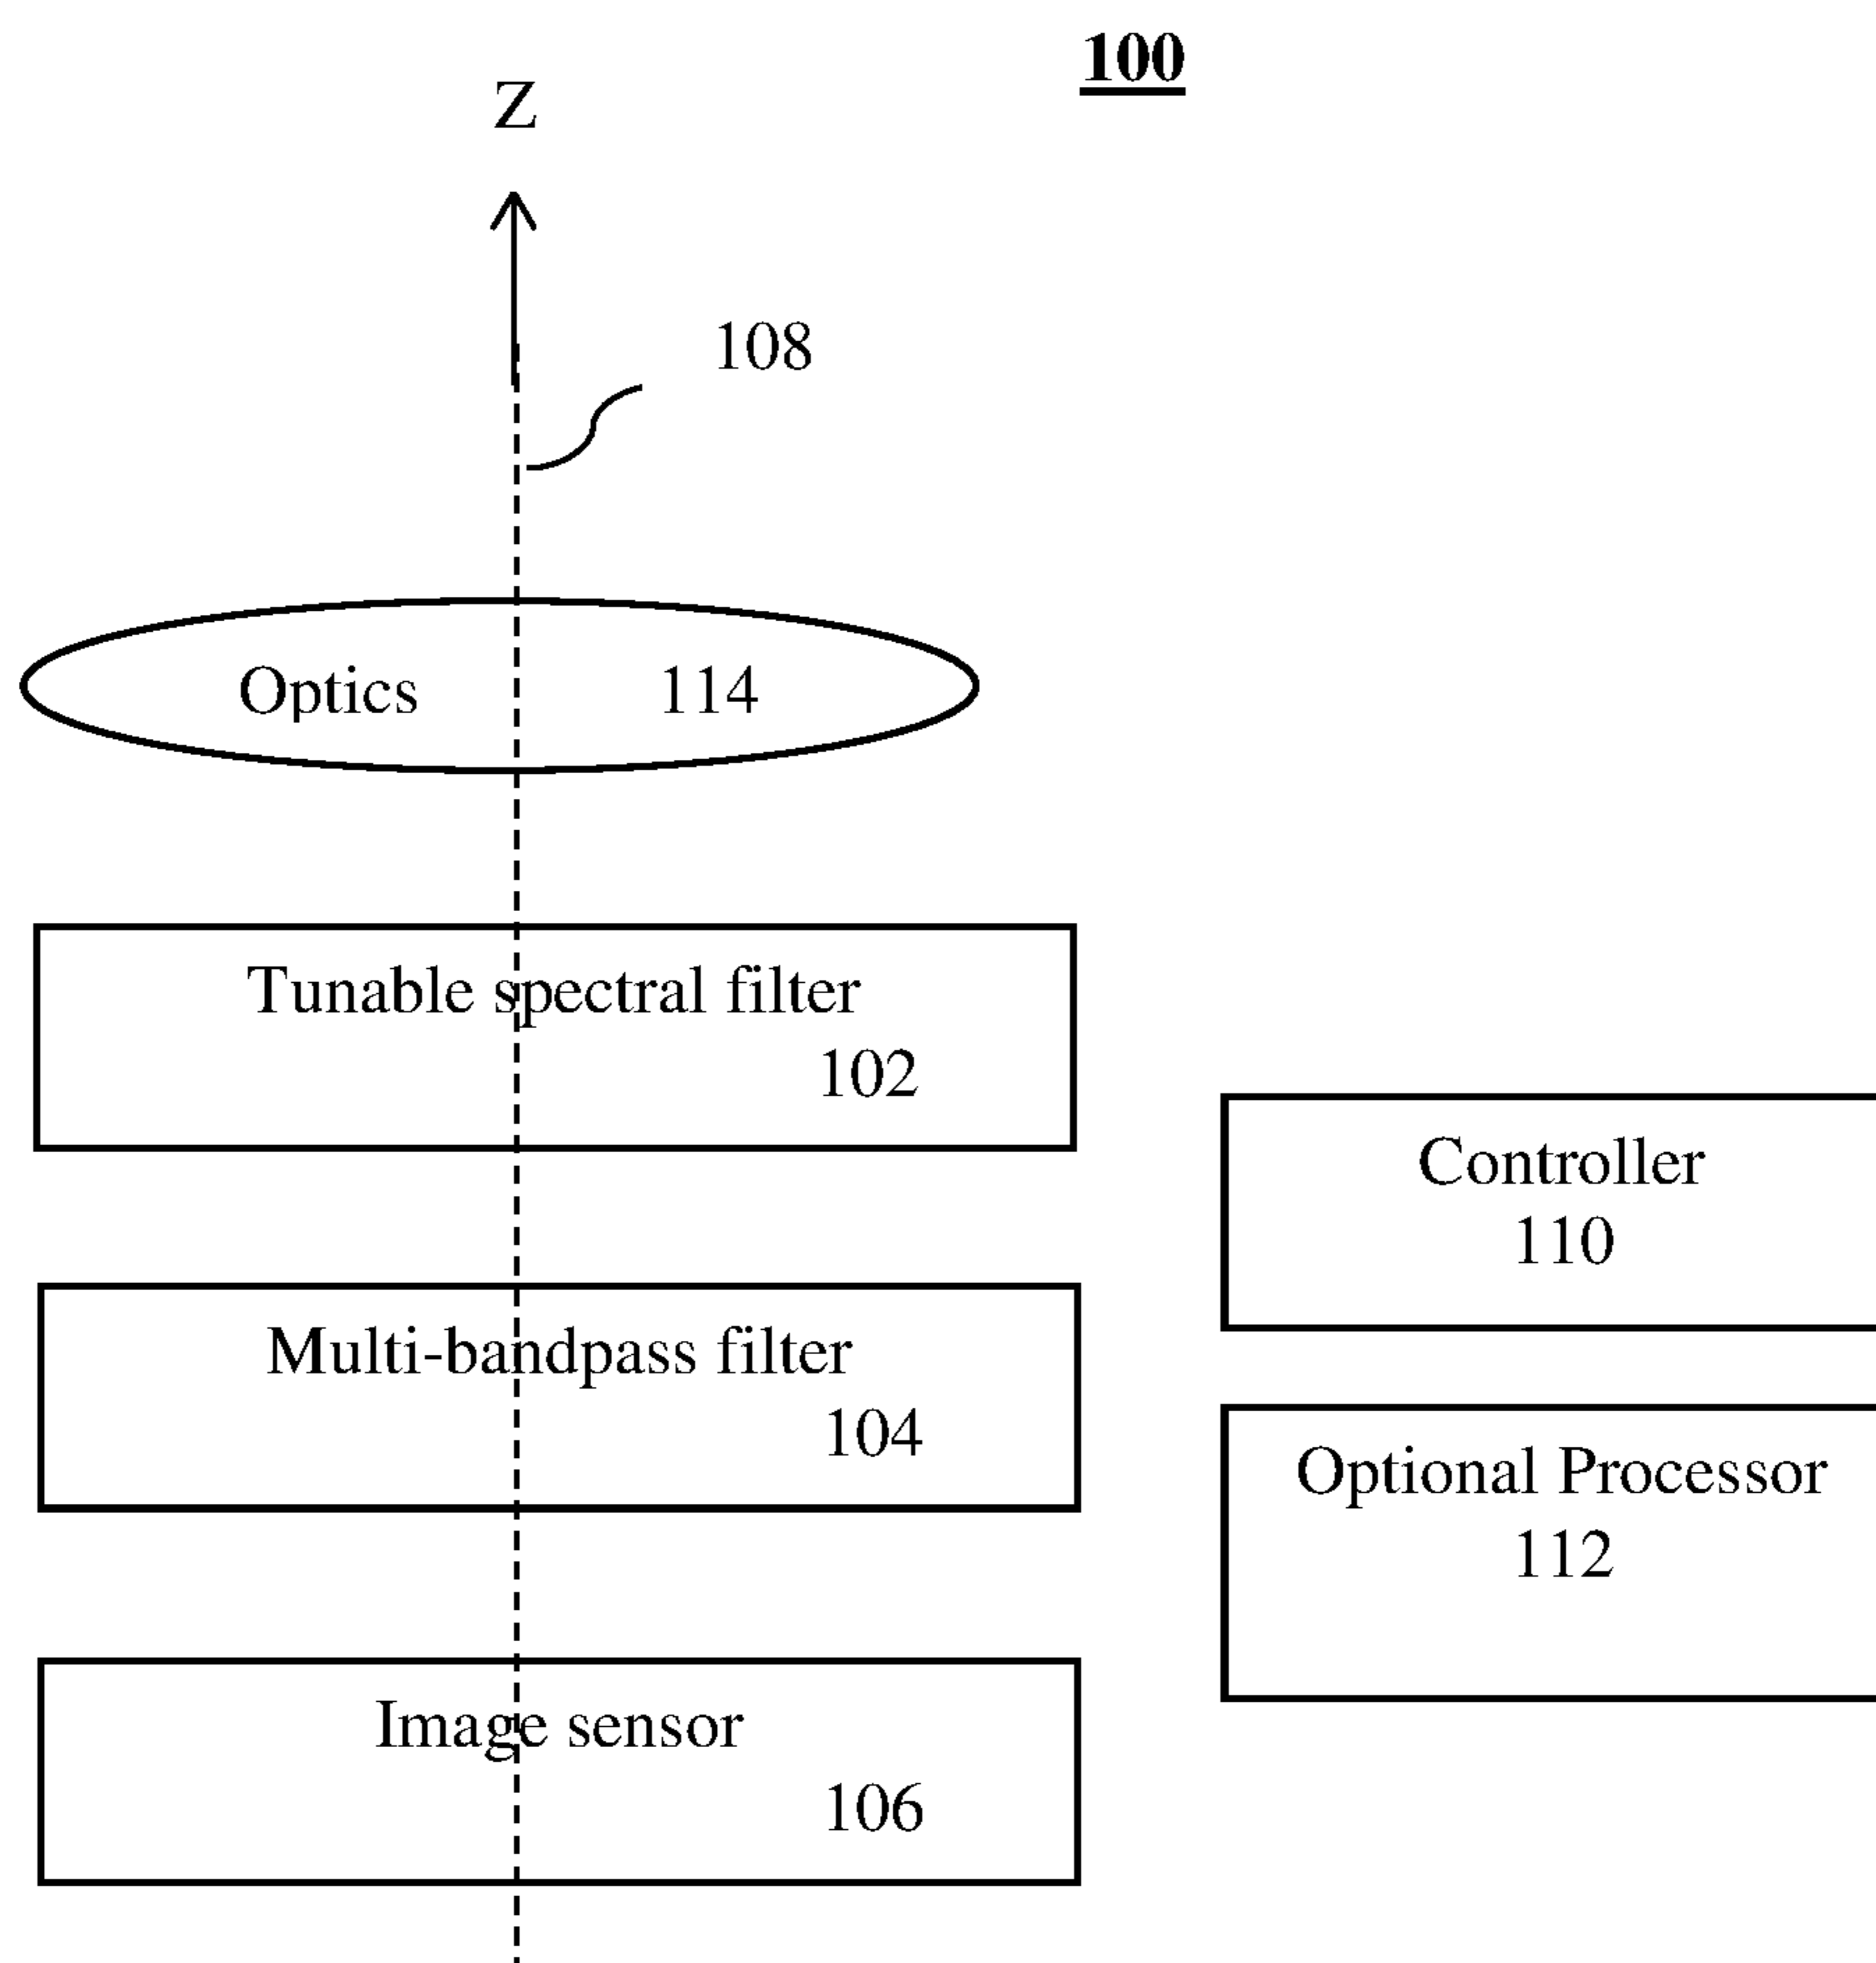 100
Z
108
Optics 114
Tunable spectral filter
102
Controller
110
Multi-bandpass filter
104
Optional Processor
112
Image sensor
106